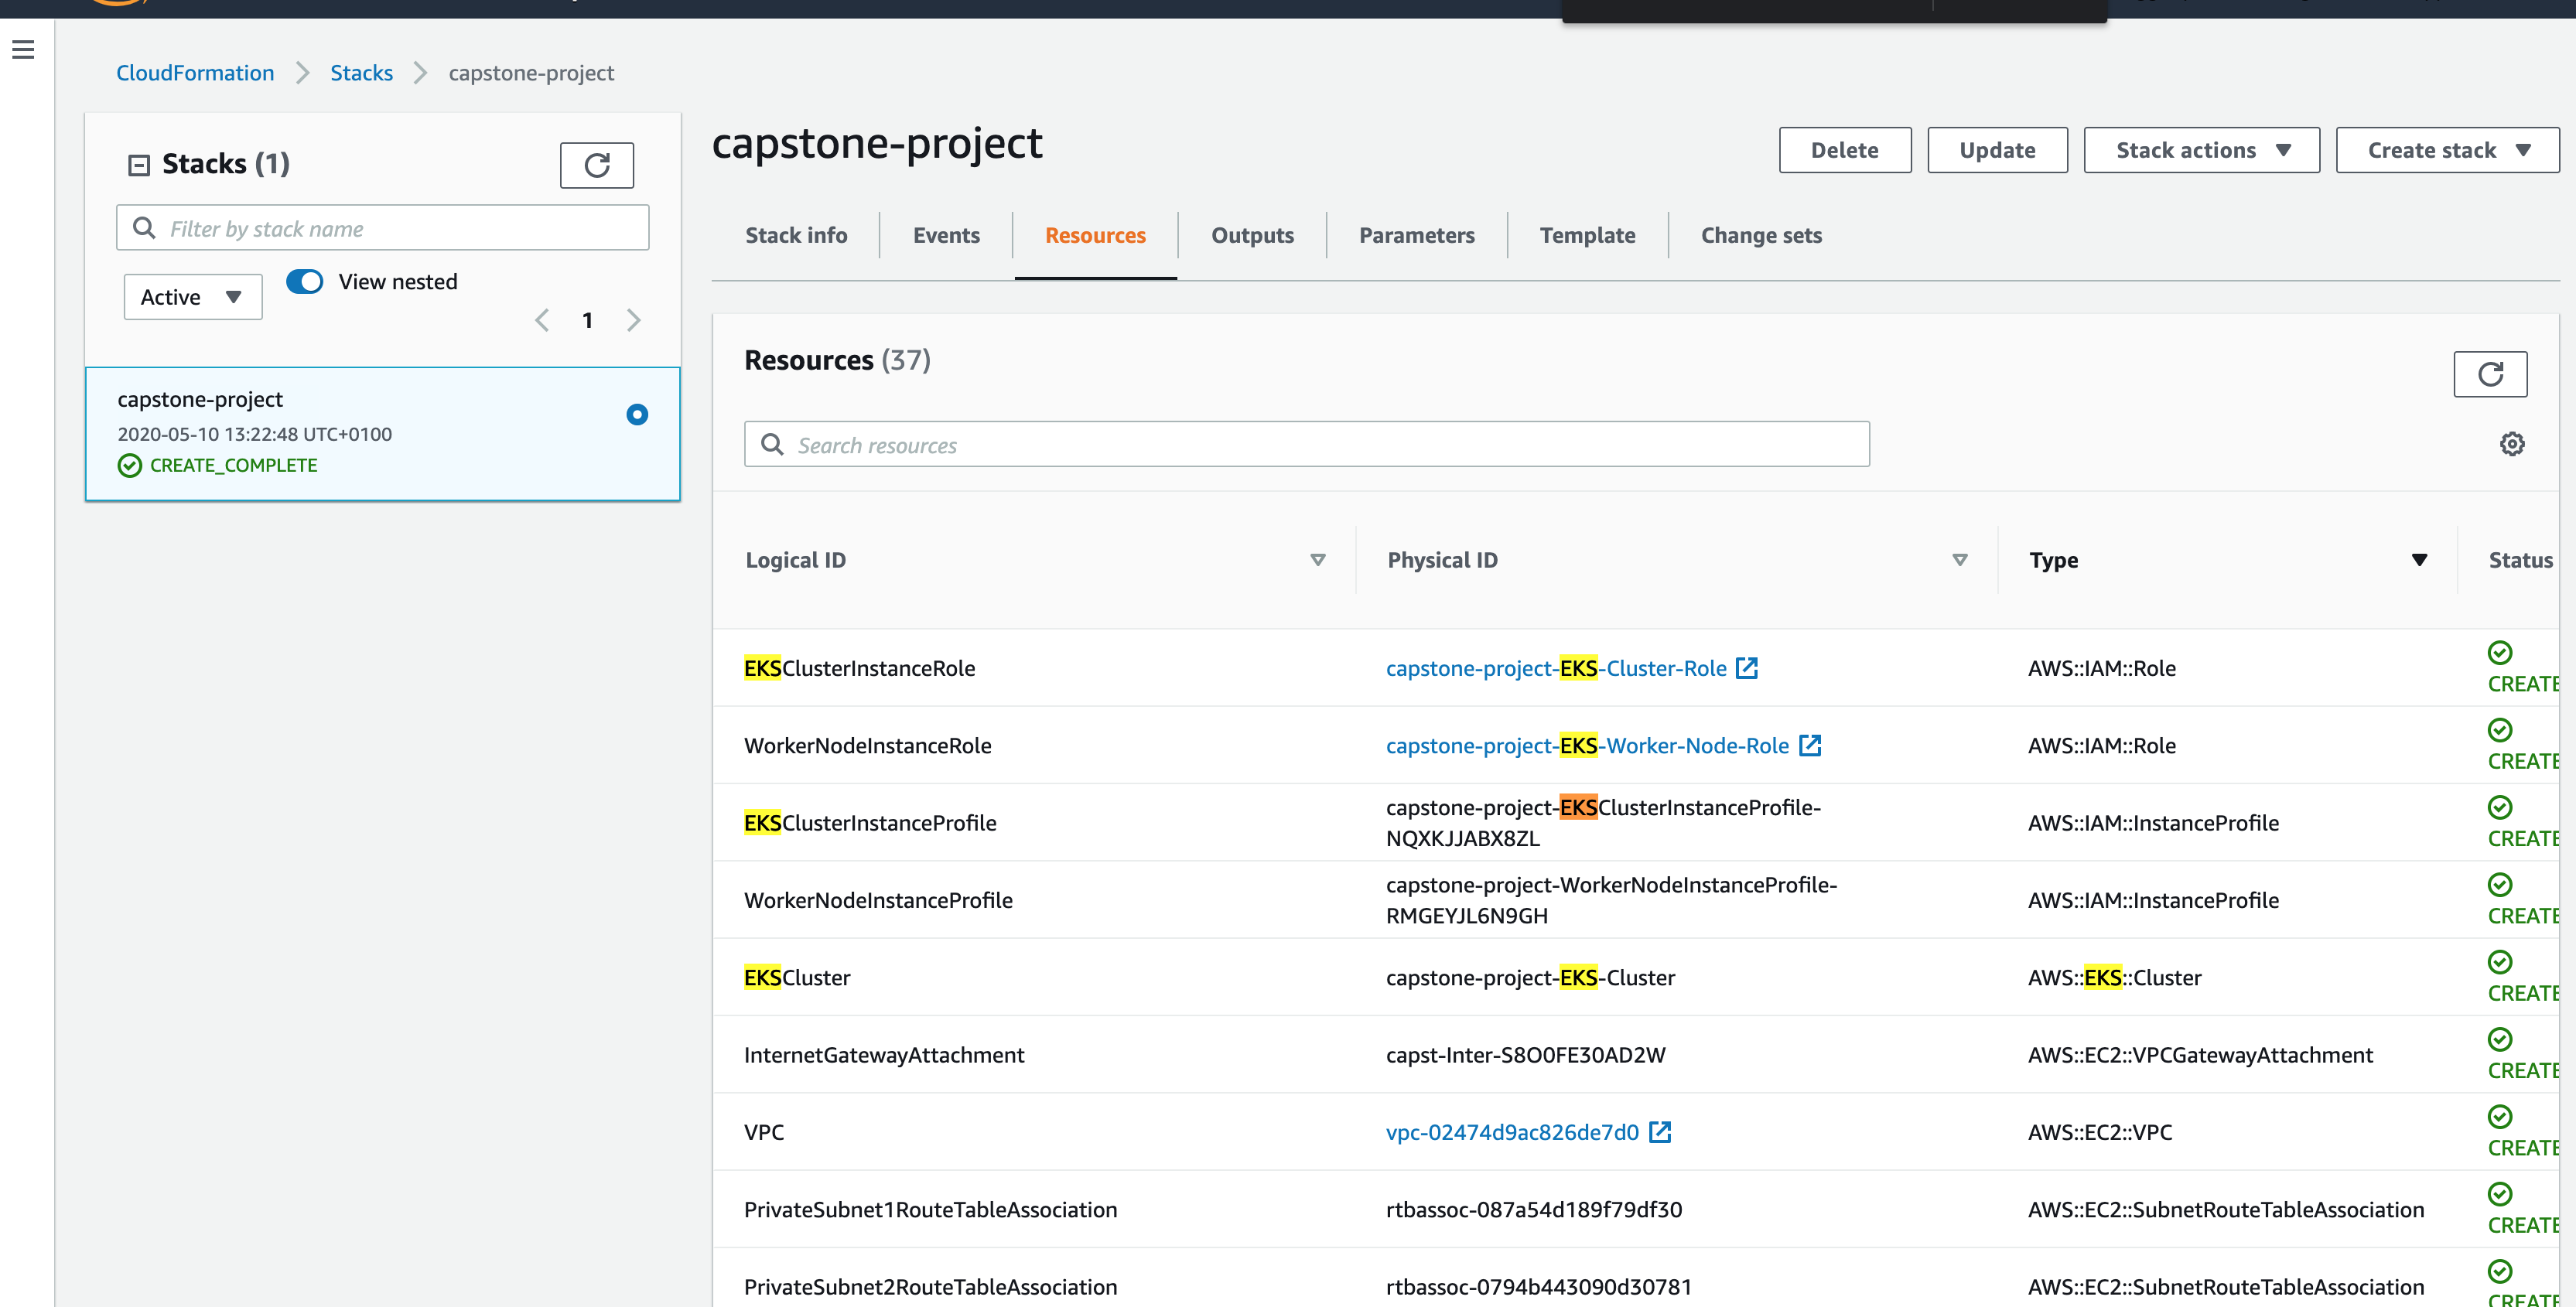 CloudFormation > Stacks > capstone-project
Stacks (1)
Filter by stack name
Active
View nested
1
capstone-project
2020-05-10 13:22:48 UTC+0100
CREATE_COMPLETE
capstone-project
Delete
Update
Stack actions
Create stack
Stack info
Events
Resources
Outputs
Parameters
Template
Change sets
Resources (37)
Search resources
Logical ID
Physical ID
Type
Status
EKSClusterInstanceRole
capstone-project-EKS-Cluster-Role
AWS::IAM::Role
CREATE
WorkerNodeInstanceRole
capstone-project-EKS-Worker-Node-Role
AWS::IAM::Role
CREATE
EKSClusterInstanceProfile
capstone-project-EKSClusterInstanceProfile-
NQXKJJABX8ZL
AWS::IAM::InstanceProfile
CREATE
WorkerNodeInstanceProfile
capstone-project-WorkerNodeInstanceProfile-
RMGEYJL6N9GH
AWS::IAM::InstanceProfile
CREATE
EKSCluster
capstone-project-EKS-Cluster
AWS::EKS::Cluster
CREATE
InternetGatewayAttachment
capst-Inter-S8O0FE30AD2W
AWS::EC2::VPCGatewayAttachment
CREATE
VPC
vpc-02474d9ac826de7d0
AWS::EC2::VPC
CREATE
PrivateSubnet1RouteTableAssociation
rtbassoc-087a54d189f79df30
AWS::EC2::SubnetRouteTableAssociation
CREATE
PrivateSubnet2RouteTableAssociation
rtbassoc-0794b443090d30781
AWS::EC2::SubnetRouteTableAssociation
CREATE